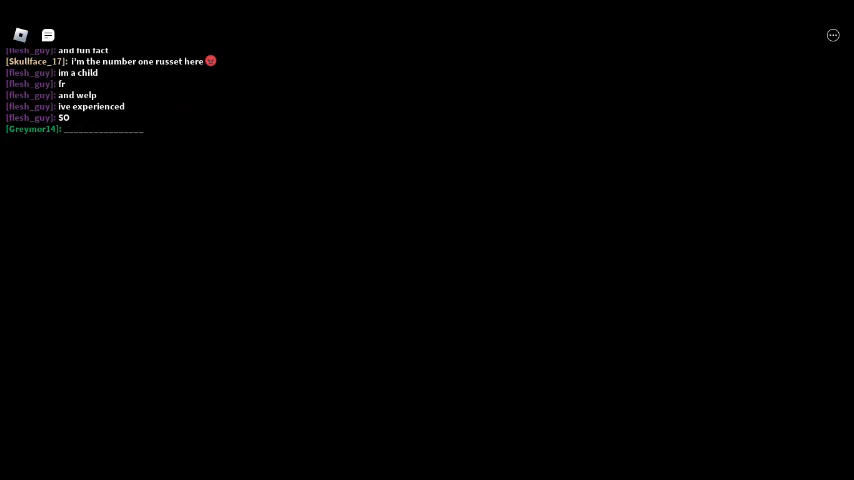 [flesh_guy]: and fun fact
[Skullface_17]: i'm the number one russet here
[flesh_guy]: im a child
[flesh_guy]: fr
[flesh_guy]: and welp
[flesh_guy]: ive experienced
[flesh_guy]: SO
[Greymor14]: ________________